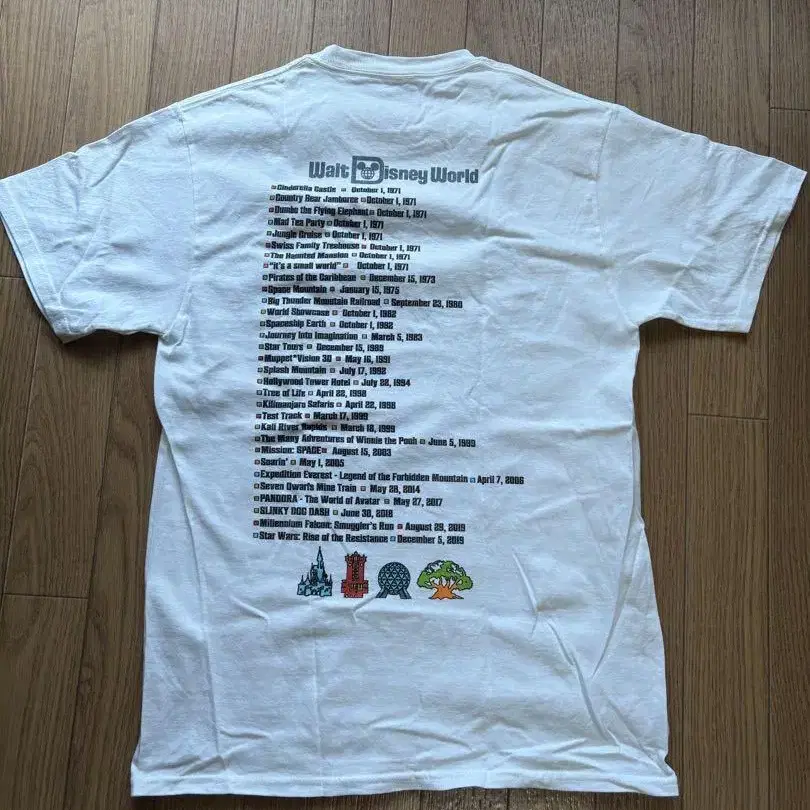 Walt Disney World
Cinderella Castle October 1, 1971
Country Bear Jamboree October 1, 1971
Dumbo the Flying Elephant October 1, 1971
Mad Tea Party October 1, 1971
Jungle Cruise October 1, 1971
Swiss Family Treehouse October 1, 1971
The Haunted Mansion October 1, 1971
"it's a small world" October 1, 1971
Pirates of the Caribbean December 15, 1973
Space Mountain January 15, 1975
Big Thunder Mountain Railroad September 23, 1980
World Showcase October 1, 1982
Spaceship Earth October 1, 1982
Journey Into Imagination March 5, 1983
Star Tours December 15, 1989
Muppet*Vision 3D May 16, 1991
Splash Mountain July 17, 1992
Hollywood Tower Hotel July 22, 1994
Tree of Life April 22, 1998
Kilimanjaro Safaris April 22, 1998
Test Track March 17, 1999
Kali River Rapids March 18, 1999
The Many Adventures of Winnie the Pooh June 5, 1999
Mission: SPACE August 15, 2003
Soarin' May 1, 2005
Expedition Everest - Legend of the Forbidden Mountain April 7, 2006
Seven Dwarfs Mine Train May 28, 2014
PANDORA - The World of Avatar May 27, 2017
SLINKY DOG DASH June 30, 2018
Millennium Falcon: Smuggler's Run August 29, 2019
Star Wars: Rise of the Resistance December 5, 2019